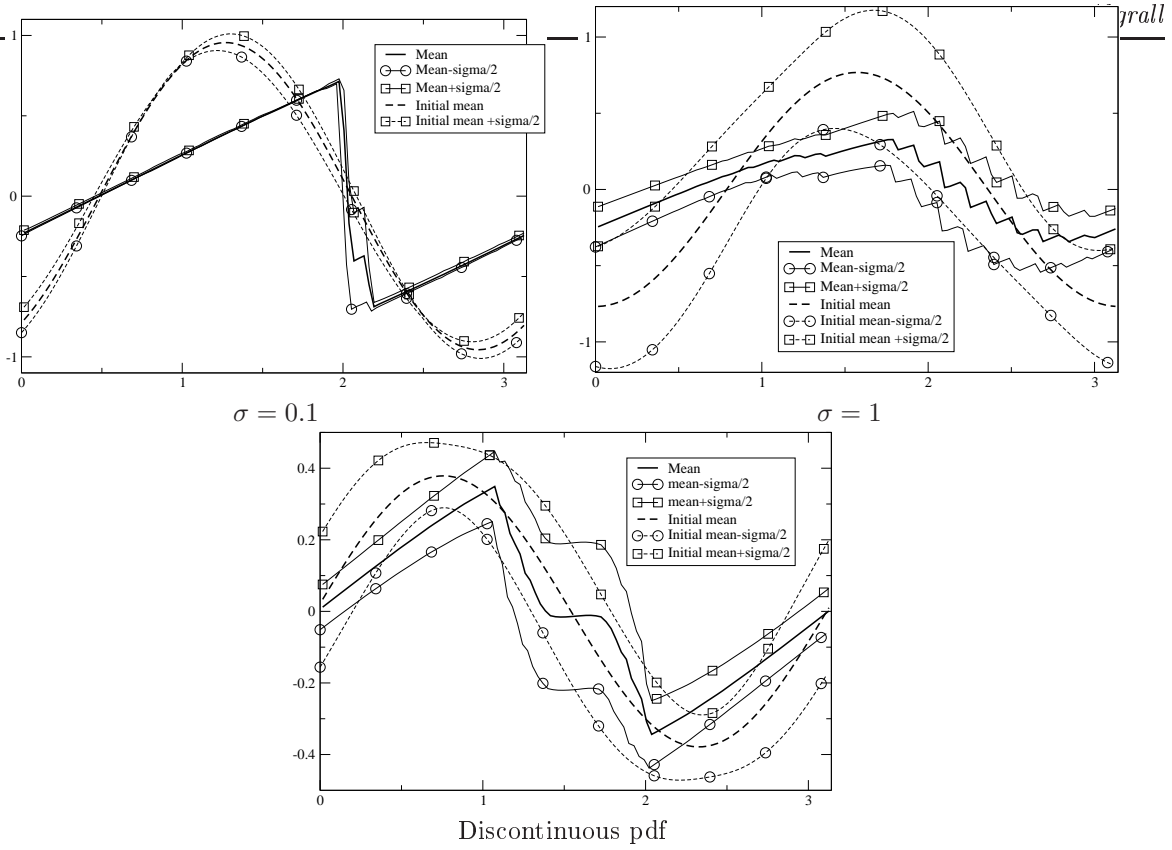 grall
1
0
-1
0
1
2
3
Mean
Mean-sigma/2
Mean+sigma/2
Initial mean
Initial mean +sigma/2
σ = 0.1
1
0
-1
0
1
2
3
Mean
Mean-sigma/2
Mean+sigma/2
Initial mean
Initial mean-sigma/2
Initial mean +sigma/2
σ = 1
0.4
0.2
0
-0.2
-0.4
0
1
2
3
Mean
mean-sigma/2
mean+sigma/2
Initial mean
Initial mean-sigma/2
Initial mean+sigma/2
Discontinuous pdf